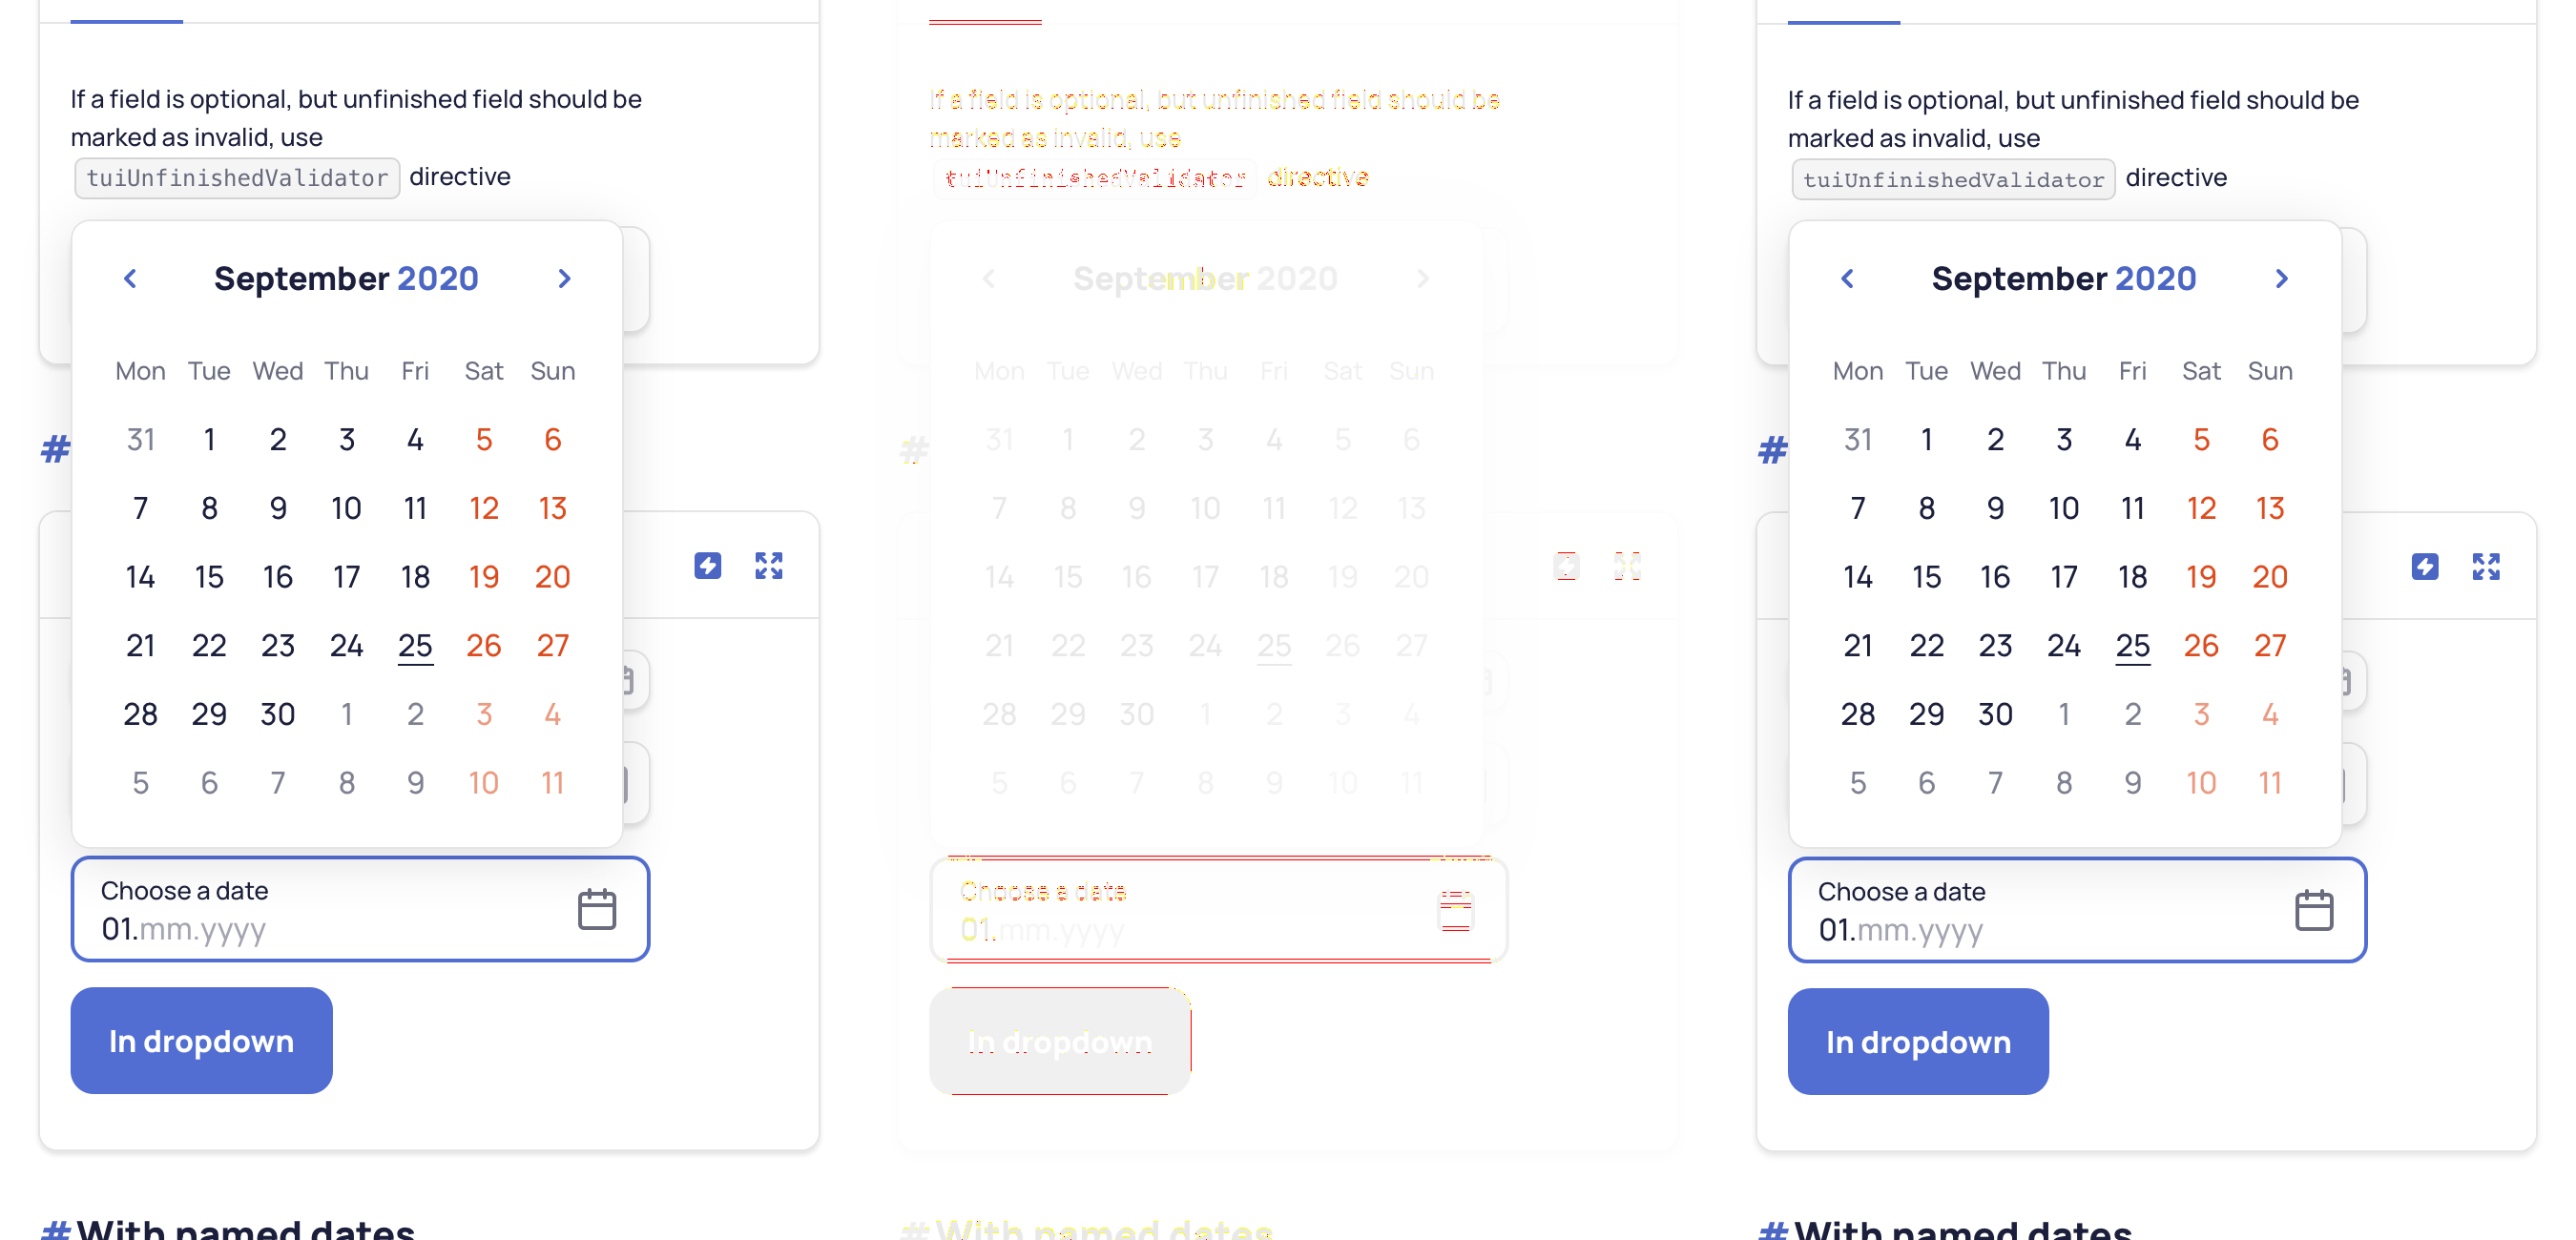 If a field is optional, but unfinished field should be
marked as invalid, use
tuiUnfinishedValidator directive
September 2020
Mon Tue Wed Thu Fri Sat Sun
31 1 2 3 4 5 6
7 8 9 10 11 12 13
14 15 16 17 18 19 20
21 22 23 24 25 26 27
28 29 30 1 2 3 4
5 6 7 8 9 10 11
#
Choose a date
01.mm.yyyy
In dropdown
#With named dates
If a field is optional, but unfinished field should be
marked as invalid, use
tuiUnfinishedValidator directive
September 2020
Mon Tue Wed Thu Fri Sat Sun
31 1 2 3 4 5 6
7 8 9 10 11 12 13
14 15 16 17 18 19 20
21 22 23 24 25 26 27
28 29 30 1 2 3 4
5 6 7 8 9 10 11
#
Choose a date
01.mm.yyyy
In dropdown
#With named dates
If a field is optional, but unfinished field should be
marked as invalid, use
tuiUnfinishedValidator directive
September 2020
Mon Tue Wed Thu Fri Sat Sun
31 1 2 3 4 5 6
7 8 9 10 11 12 13
14 15 16 17 18 19 20
21 22 23 24 25 26 27
28 29 30 1 2 3 4
5 6 7 8 9 10 11
#
Choose a date
01.mm.yyyy
In dropdown
#With named dates